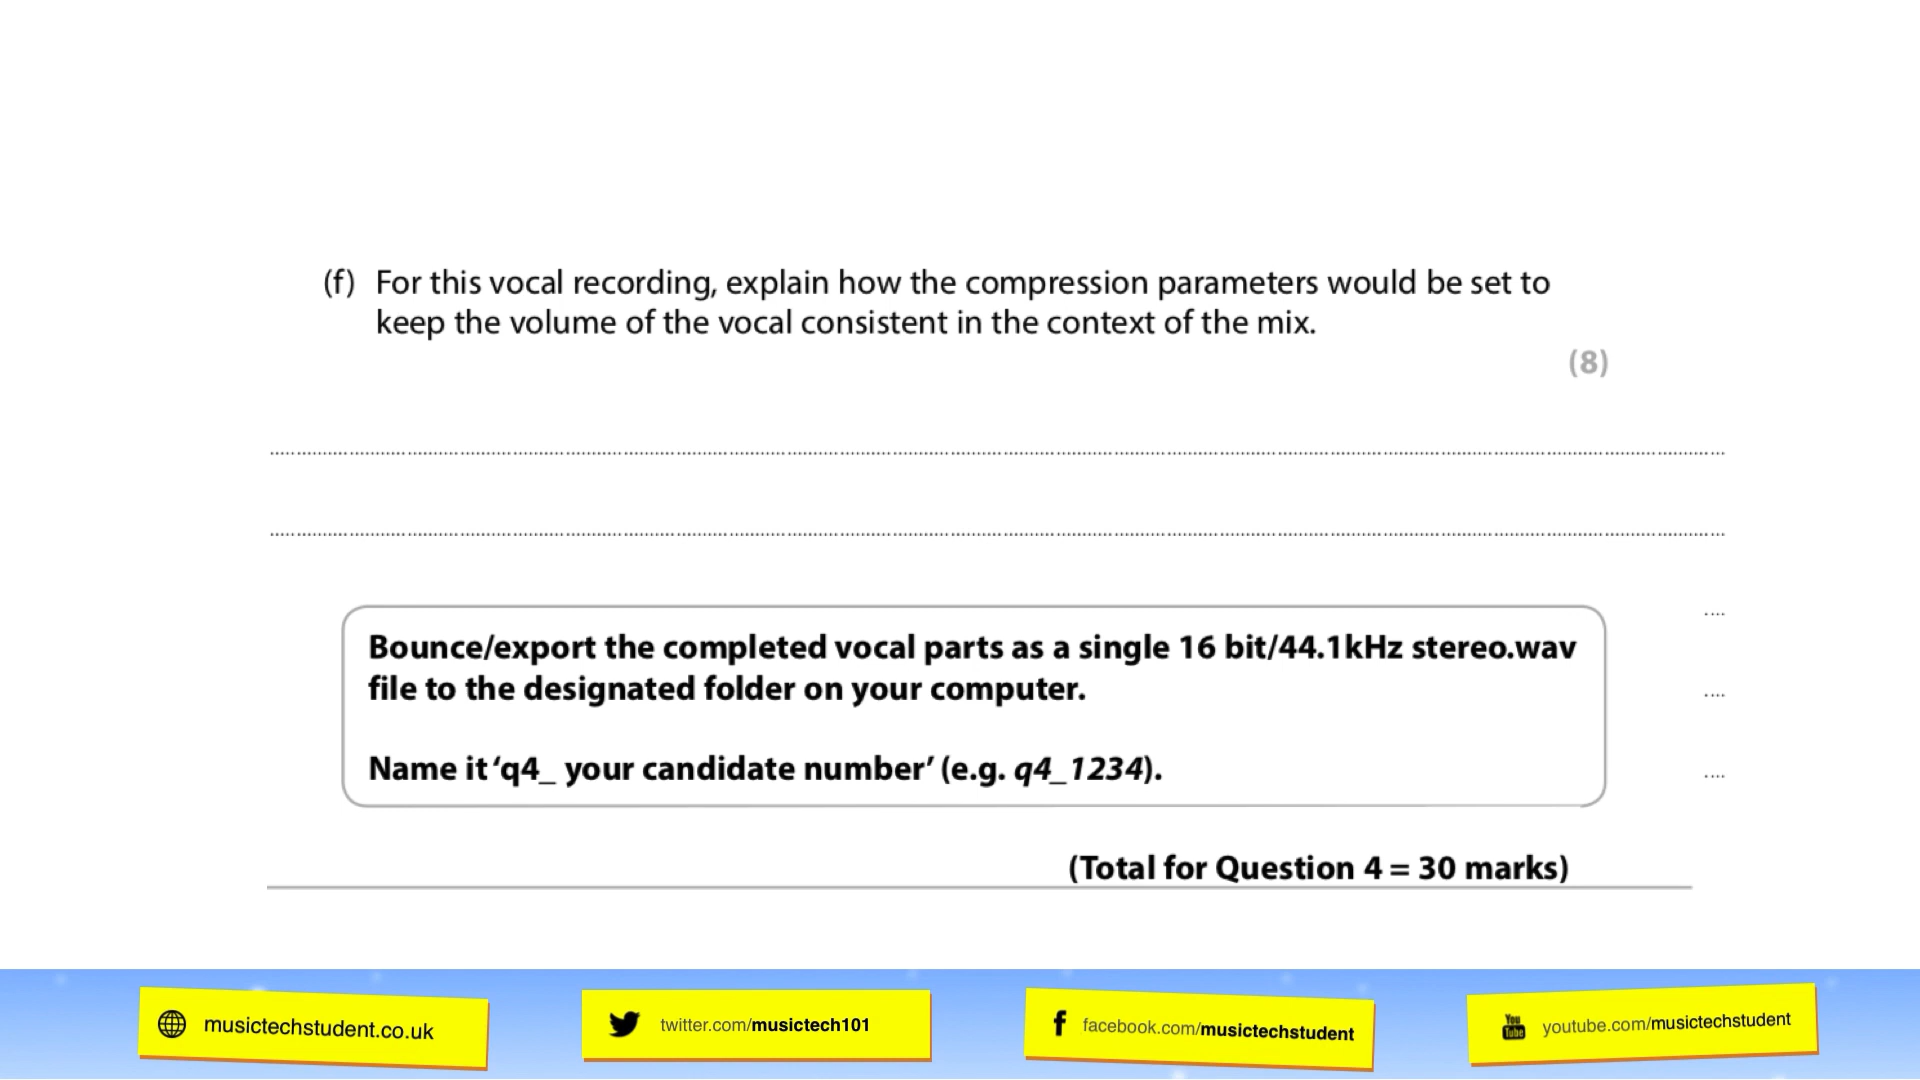 (f) For this vocal recording, explain how the compression parameters would be set to
keep the volume of the vocal consistent in the context of the mix.
(8)
Bounce/export the completed vocal parts as a single 16 bit/44.1kHz stereo.wav
file to the designated folder on your computer.
Name it ‘q4_ your candidate number’ (e.g. q4_1234).
(Total for Question 4 = 30 marks)
musictechstudent.co.uk
twitter.com/musictech101
facebook.com/musictechstudent
You
Tube
youtube.com/musictechstudent